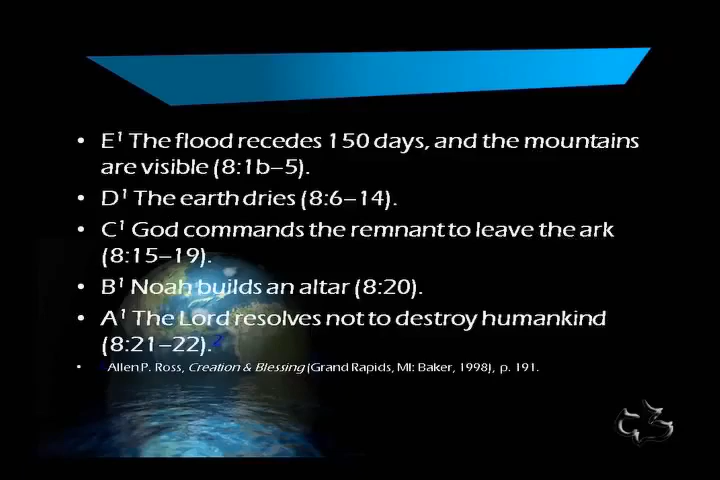 • E¹ The flood recedes 150 days, and the mountains
are visible (8:1b–5).
• D¹ The earth dries (8:6–14).
• C¹ God commands the remnant to leave the ark
(8:15–19).
• B¹ Noah builds an altar (8:20).
• A¹ The Lord resolves not to destroy humankind
(8:21–22).2
• Allen P. Ross, Creation & Blessing (Grand Rapids, MI: Baker, 1998), p. 191.
c3